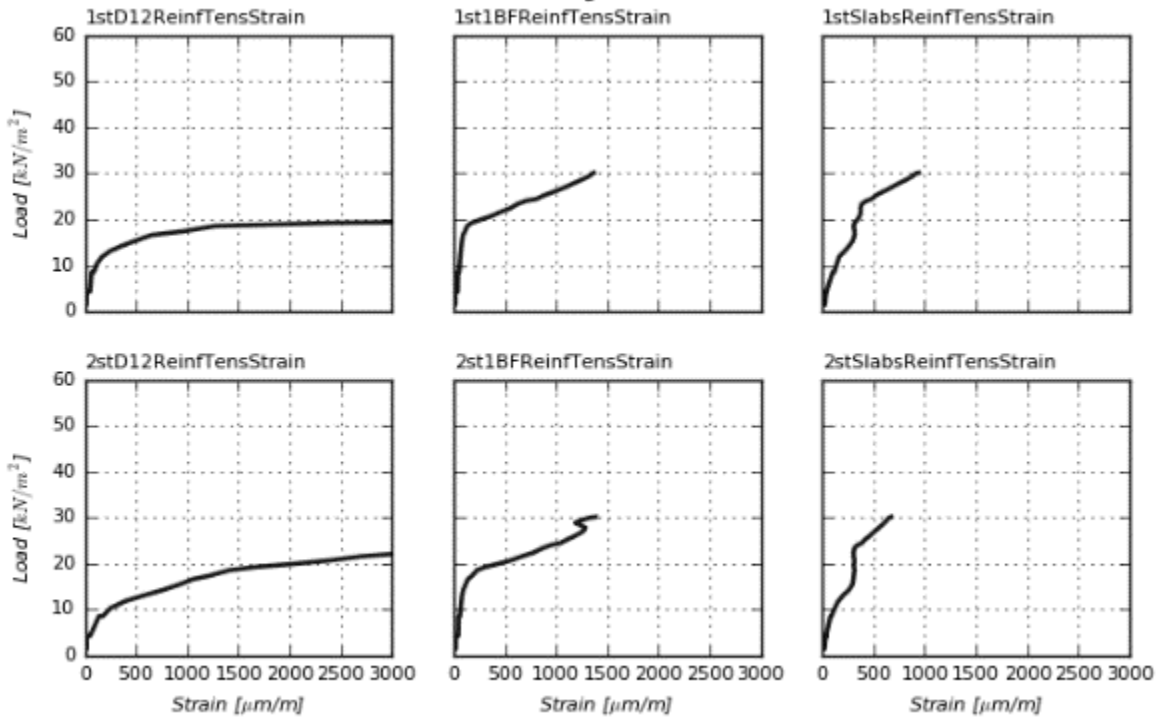 1stD12ReinfTensStrain
1st1BFReinfTensStrain
1stSlabsReinfTensStrain
60
50
40
30
20
10
0
Load [kN/m²]
2stD12ReinfTensStrain
2st1BFReinfTensStrain
2stSlabsReinfTensStrain
60
50
40
30
20
10
0
Load [kN/m²]
0 500 1000 1500 2000 2500 3000
0 500 1000 1500 2000 2500 3000
0 500 1000 1500 2000 2500 3000
Strain [μm/m]
Strain [μm/m]
Strain [μm/m]